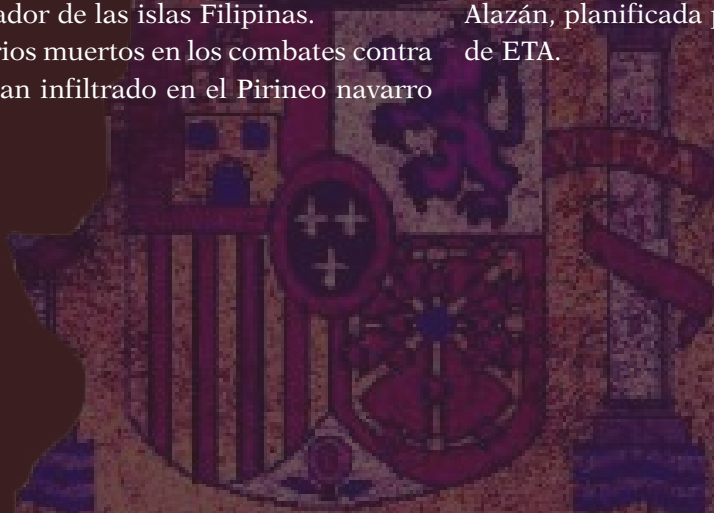 ador de las islas Filipinas.
rios muertos en los combates contra
an infiltrado en el Pirineo navarro
Alazán, planificada p
de ETA.